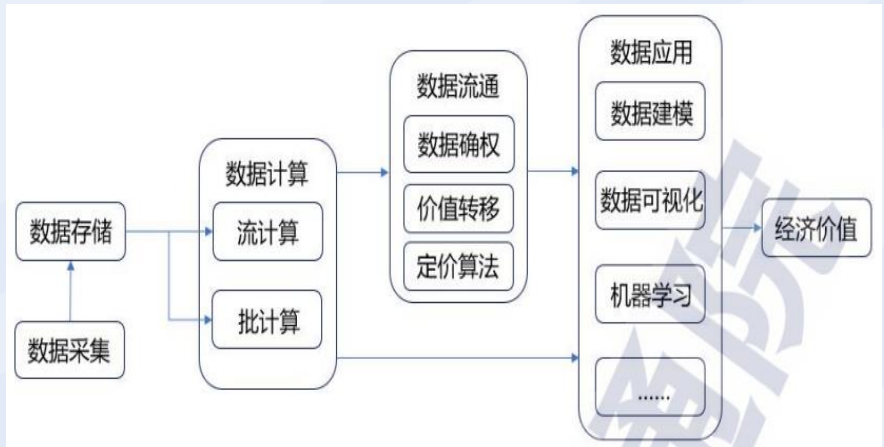 数据存储
数据采集
数据计算
流计算
批计算
数据流通
数据确权
价值转移
定价算法
数据应用
数据建模
数据可视化
机器学习
......
经济价值